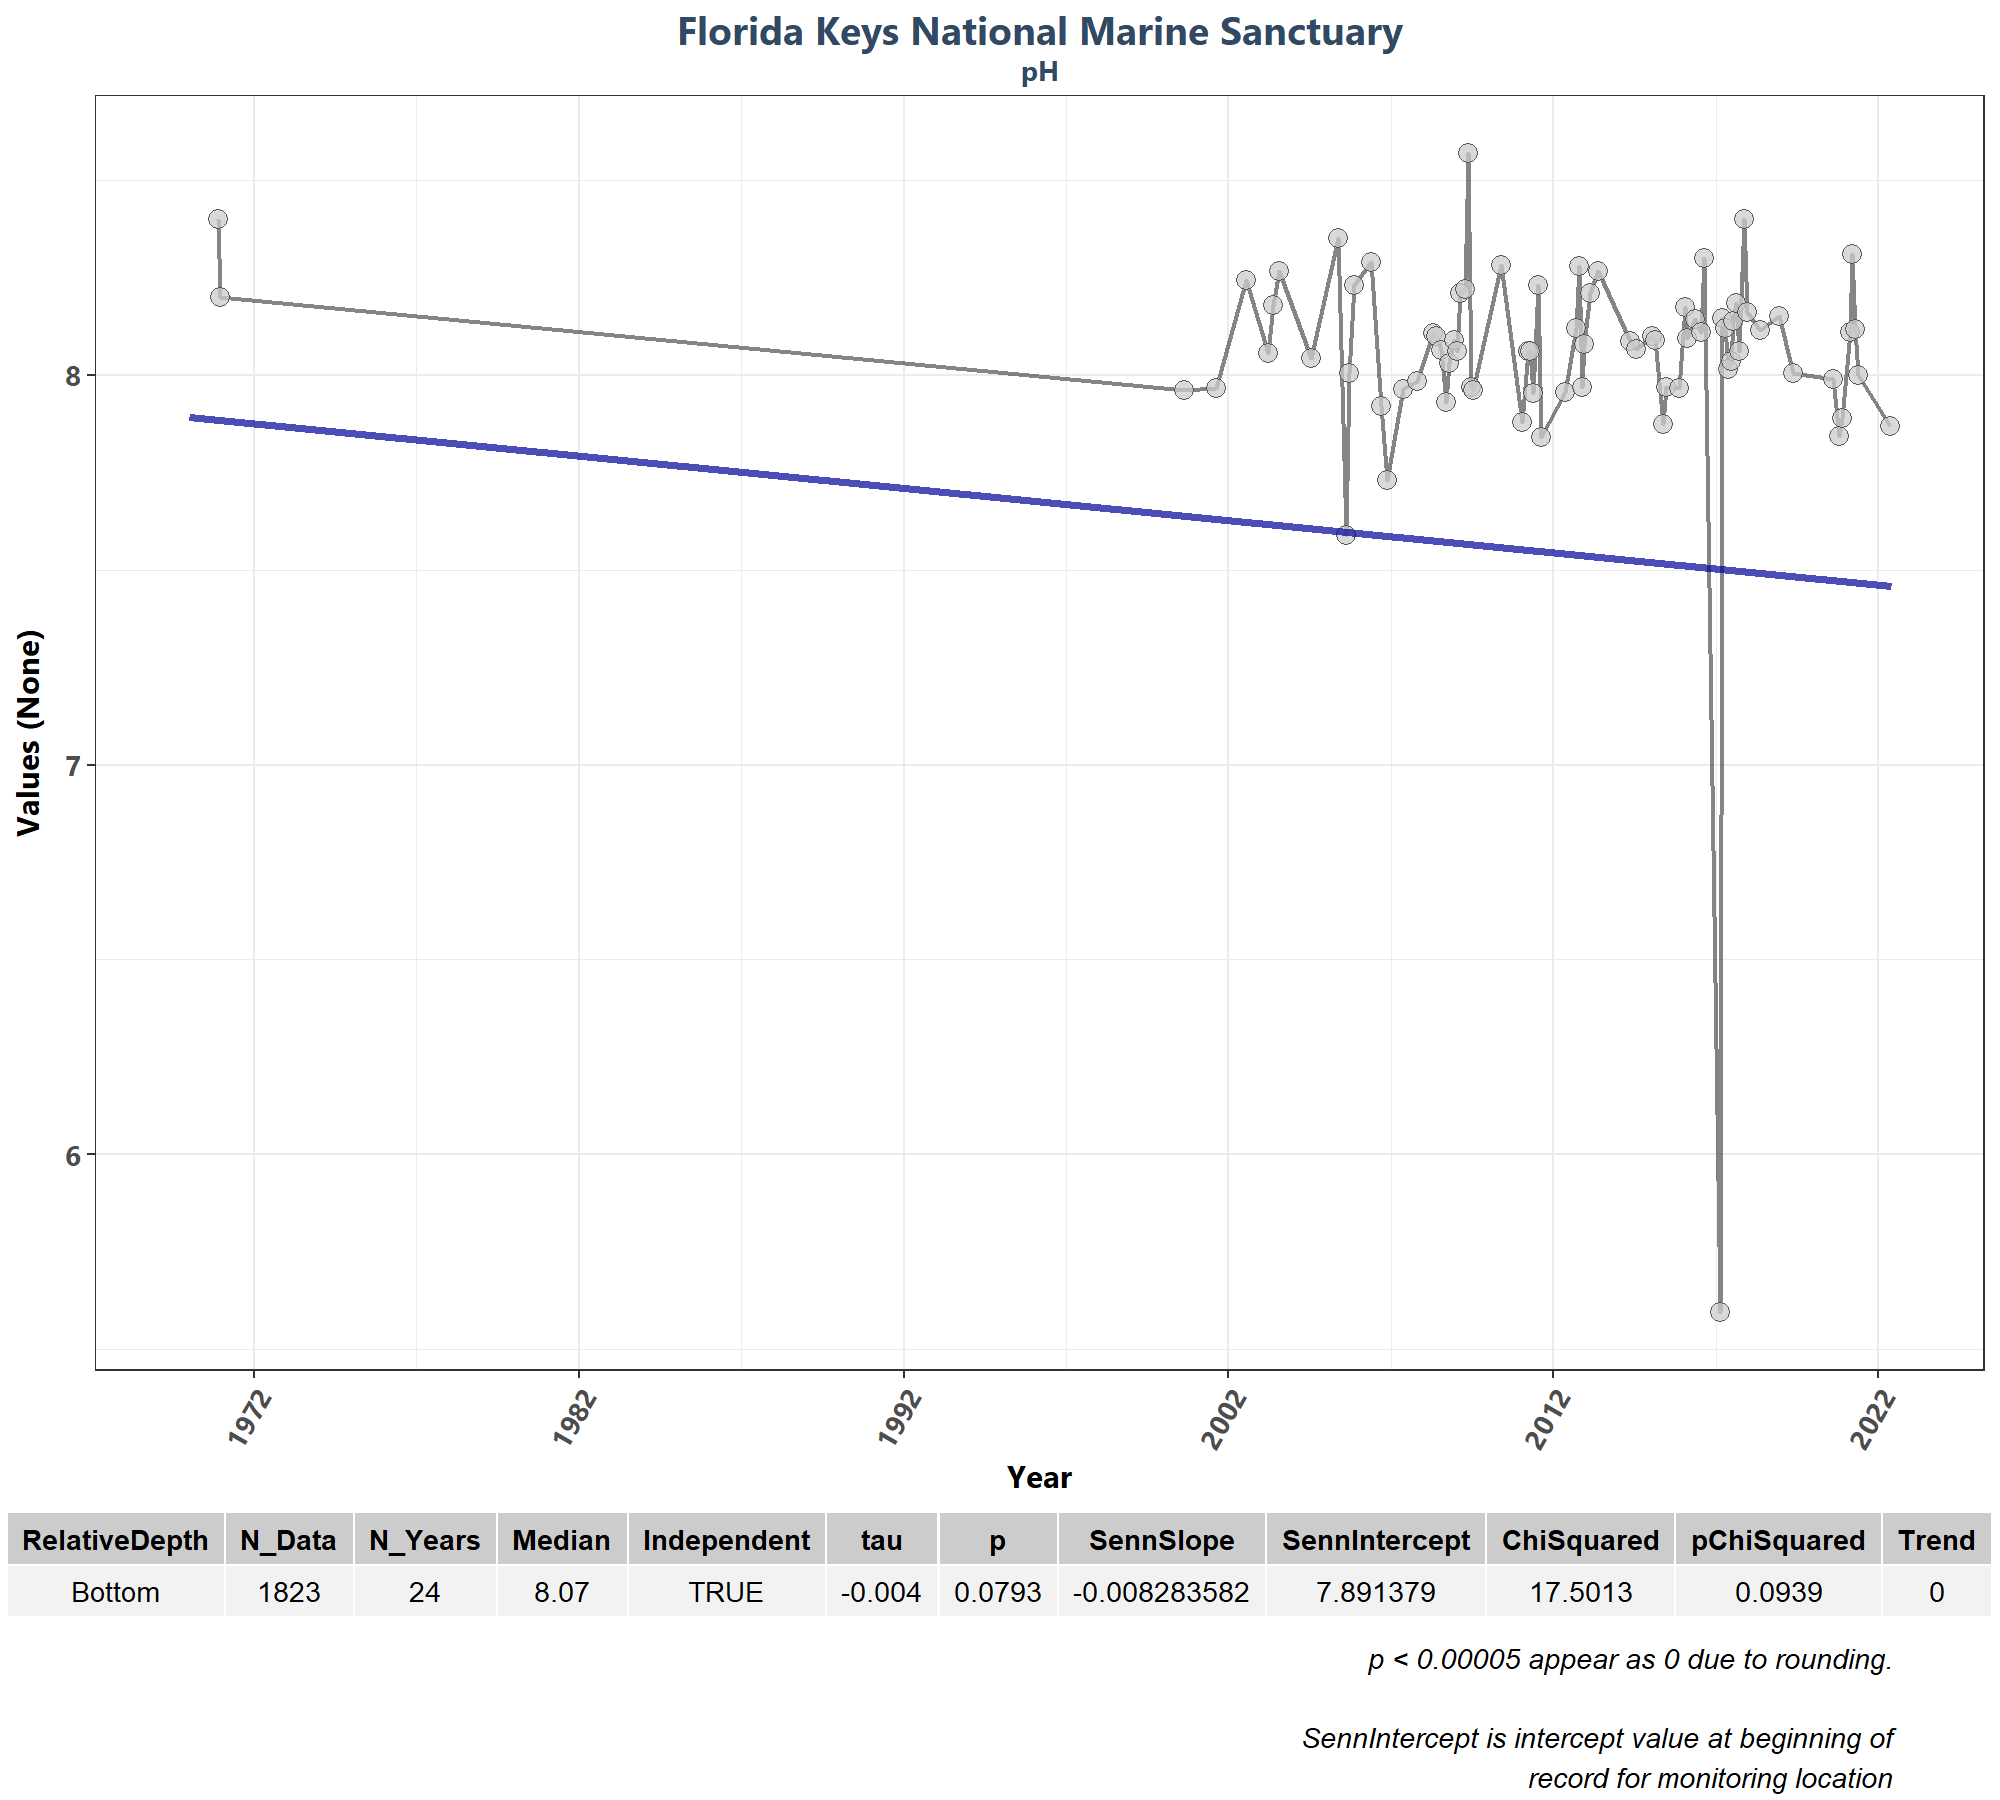 Florida Keys National Marine Sanctuary
pH
Values (None)
8
7
6
1972 1982 1992 2002 2012 2022
Year
RelativeDepth N_Data N_Years Median Independent tau p SennSlope SennIntercept ChiSquared pChiSquared Trend
Bottom 1823 24 8.07 TRUE -0.004 0.0793 -0.008283582 7.891379 17.5013 0.0939 0
p < 0.00005 appear as 0 due to rounding.
SennIntercept is intercept value at beginning of
record for monitoring location